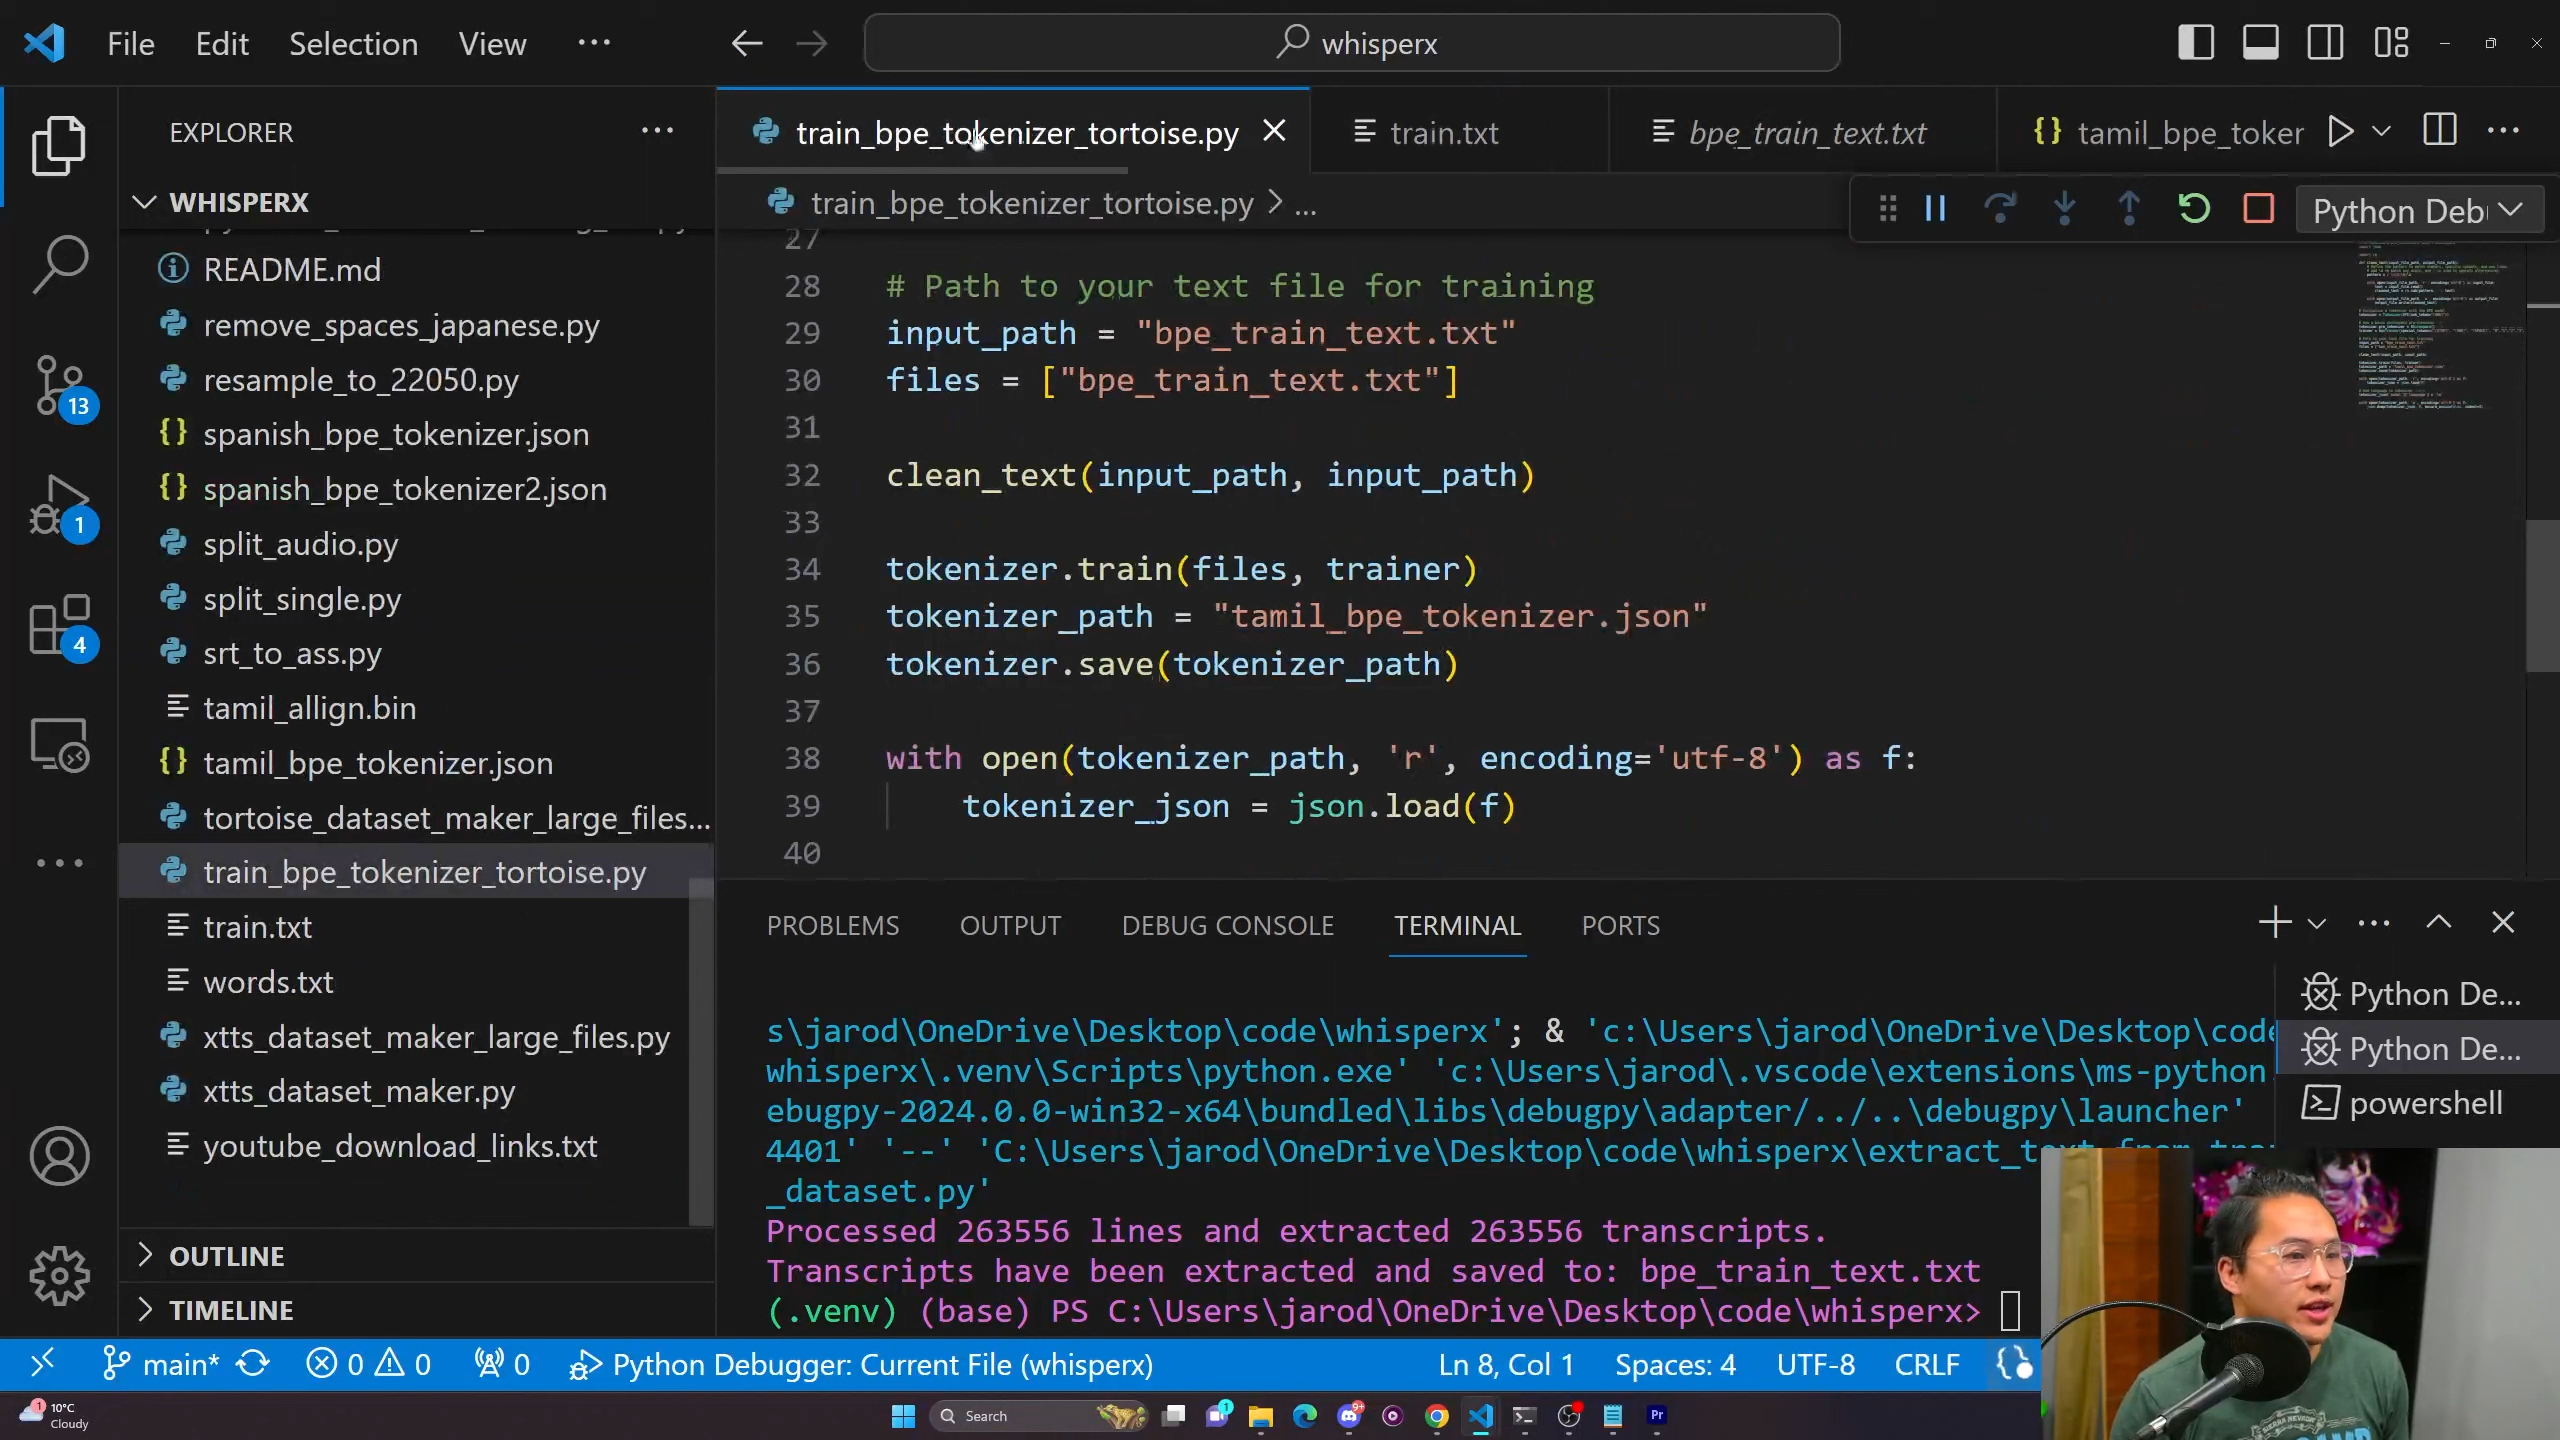 File Edit Selection View ...
whisperx
EXPLORER
WHISPERX
README.md
remove_spaces_japanese.py
resample_to_22050.py
spanish_bpe_tokenizer.json
spanish_bpe_tokenizer2.json
split_audio.py
split_single.py
srt_to_ass.py
tamil_allign.bin
tamil_bpe_tokenizer.json
tortoise_dataset_maker_large_files...
train_bpe_tokenizer_tortoise.py
train.txt
words.txt
xtts_dataset_maker_large_files.py
xtts_dataset_maker.py
youtube_download_links.txt
OUTLINE
TIMELINE
13
1
4
train_bpe_tokenizer_tortoise.py train.txt bpe_train_text.txt tamil_bpe_toker
train_bpe_tokenizer_tortoise.py > ...
Python Deb
27
28 # Path to your text file for training
29 input_path = "bpe_train_text.txt"
30 files = ["bpe_train_text.txt"]
31
32 clean_text(input_path, input_path)
33
34 tokenizer.train(files, trainer)
35 tokenizer_path = "tamil_bpe_tokenizer.json"
36 tokenizer.save(tokenizer_path)
37
38 with open(tokenizer_path, 'r', encoding='utf-8') as f:
39 tokenizer_json = json.load(f)
40
PROBLEMS OUTPUT DEBUG CONSOLE TERMINAL PORTS
s\jarod\OneDrive\Desktop\code\whisperx'; & 'c:\Users\jarod\OneDrive\Desktop\code
whisperx\.venv\Scripts\python.exe' 'c:\Users\jarod\.vscode\extensions\ms-python.
ebugpy-2024.0.0-win32-x64\bundled\libs\debugpy\adapter/../..\debugpy\launcher'
4401' '--' 'C:\Users\jarod\OneDrive\Desktop\code\whisperx\extract_text_from_tra
_dataset.py'
Processed 263556 lines and extracted 263556 transcripts.
Transcripts have been extracted and saved to: bpe_train_text.txt
(.venv) (base) PS C:\Users\jarod\OneDrive\Desktop\code\whisperx>
Python De...
Python De...
powershell
main* 0 0 0 Python Debugger: Current File (whisperx) Ln 8, Col 1 Spaces: 4 UTF-8 CRLF
1
10°C
Cloudy
Search
1
9+
Pr